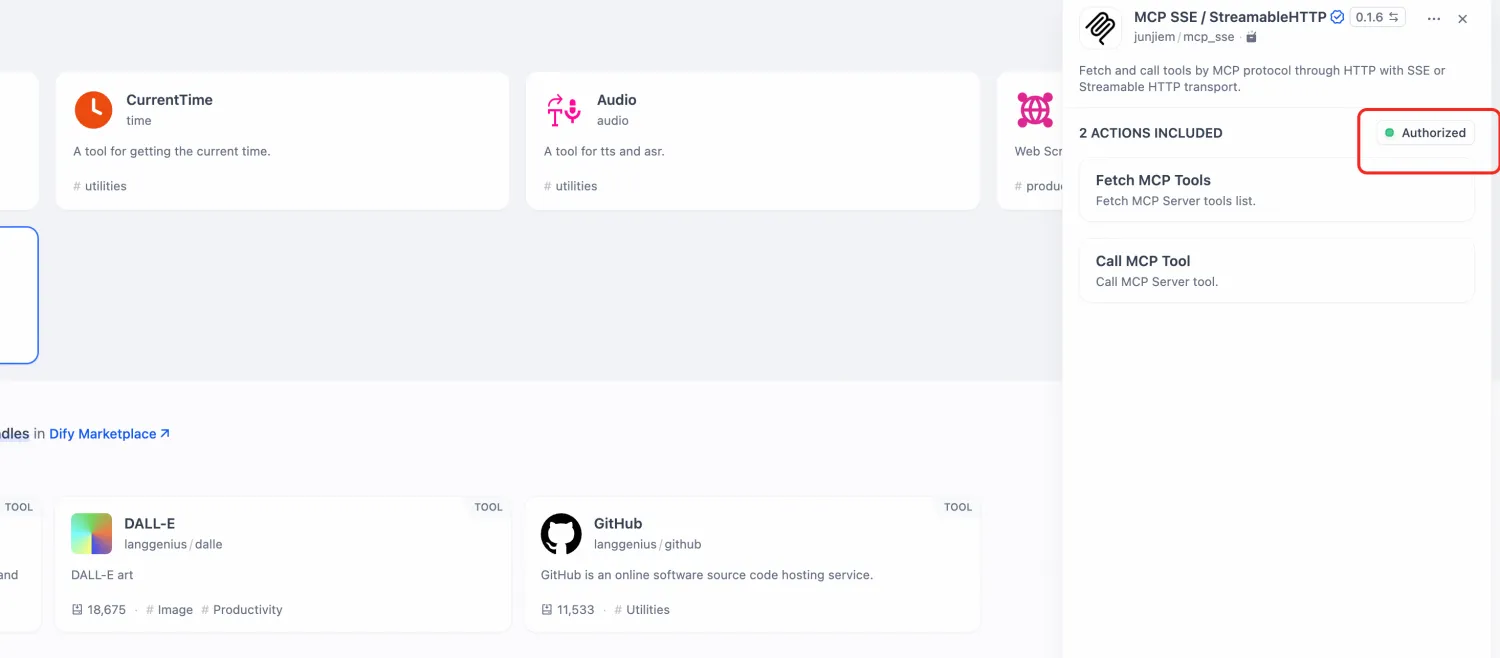 CurrentTime
time
A tool for getting the current time.
# utilities
Audio
audio
A tool for tts and asr.
# utilities
Web Scr
# produc
in Dify Marketplace
TOOL
and
TOOL
DALL-E
langgenius / dalle
DALL-E art
18,675 · # Image # Productivity
TOOL
GitHub
langgenius / github
GitHub is an online software source code hosting service.
11,533 · # Utilities
MCP SSE / StreamableHTTP 0.1.6
junjiem / mcp_sse ·
Fetch and call tools by MCP protocol through HTTP with SSE or
Streamable HTTP transport.
2 ACTIONS INCLUDED
Authorized
Fetch MCP Tools
Fetch MCP Server tools list.
Call MCP Tool
Call MCP Server tool.